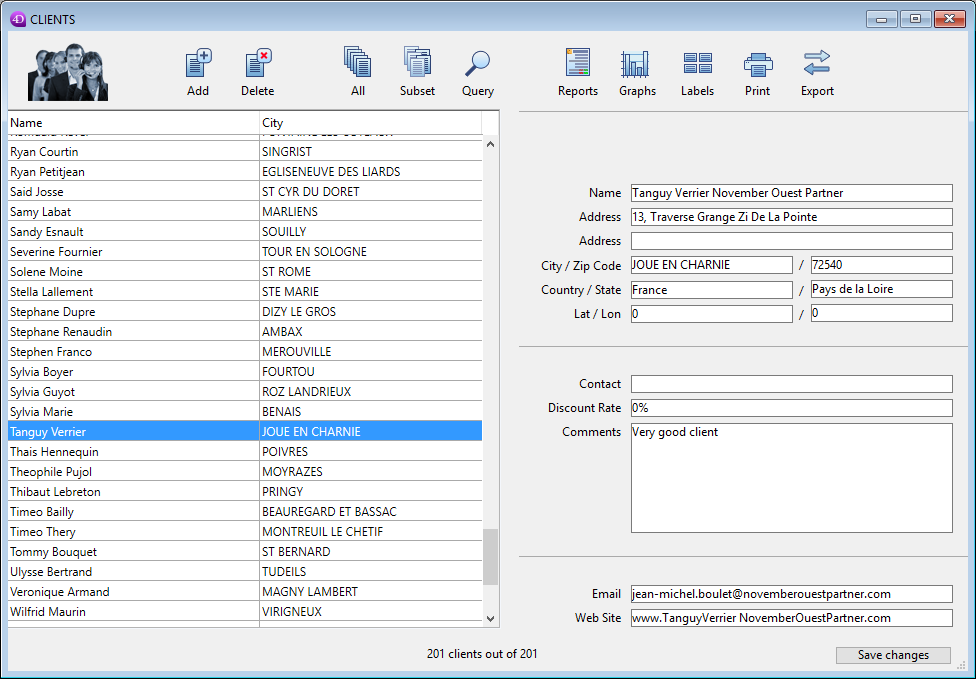 4D CLIENTS
Add
Delete
All
Subset
Query
Reports
Graphs
Labels
Print
Export
Name City
Ryan Courtin SINGRIST
Ryan Petitjean EGLISENEUVE DES LIARDS
Said Josse ST CYR DU DORET
Samy Labat MARLIENS
Sandy Esnault SOUILLY
Severine Fournier TOUR EN SOLOGNE
Solene Moine ST ROME
Stella Lallement STE MARIE
Stephane Dupre DIZY LE GROS
Stephane Renaudin AMBAX
Stephen Franco MEROUVILLE
Sylvia Boyer FOURTOU
Sylvia Guyot ROZ LANDRIEUX
Sylvia Marie BENAIS
Tanguy Verrier JOUE EN CHARNIE
Thais Hennequin POIVRES
Theophile Pujol MOYRAZES
Thibaut Lebreton PRINGY
Timeo Bailly BEAUREGARD ET BASSAC
Timeo Thery MONTREUIL LE CHETIF
Tommy Bouquet ST BERNARD
Ulysse Bertrand TUDEILS
Veronique Armand MAGNY LAMBERT
Wilfrid Maurin VIRIGNEUX
Name Tanguy Verrier November Ouest Partner
Address 13, Traverse Grange Zi De La Pointe
Address
City / Zip Code JOUE EN CHARNIE / 72540
Country / State France / Pays de la Loire
Lat / Lon 0 / 0
Contact
Discount Rate 0%
Comments Very good client
Email jean-michel.boulet@novemberouestpartner.com
Web Site www.TanguyVerrier NovemberOuestPartner.com
201 clients out of 201
Save changes